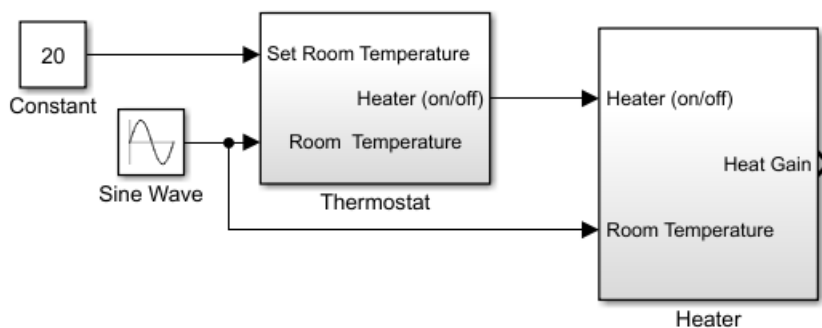 20
Constant
Sine Wave
Set Room Temperature
Heater (on/off)
Room  Temperature
Thermostat
Heater (on/off)
Heat Gain
Room Temperature
Heater